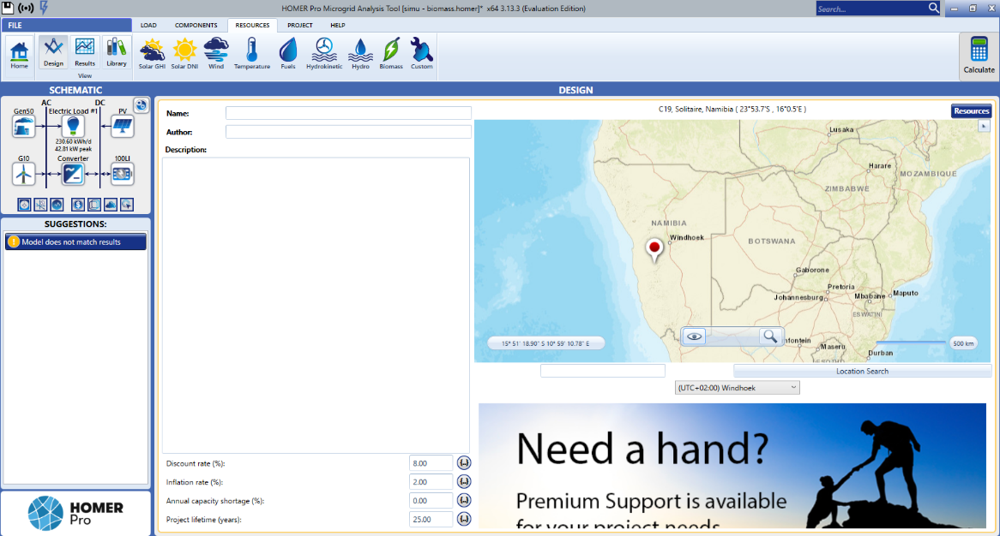 HOMER Pro Microgrid Analysis Tool [simu - biomass.homer]* x64 3.13.3 (Evaluation Edition)
Search...
FILE
LOAD COMPONENTS RESOURCES PROJECT HELP
Home Design Results Library Solar GHI Solar DNI Wind Temperature Fuels Hydrokinetic Hydro Biomass Custom Calculate
View
SCHEMATIC
AC DC
Gen50 Electric Load #1 PV
230.60 kWh/d
42.81 kW peak
G10 Converter 100LI
SUGGESTIONS:
Model does not match results
HOMER
Pro
DESIGN
Name:
Author:
Description:
Discount rate (%): 8.00 {..}
Inflation rate (%): 2.00 {..}
Annual capacity shortage (%): 0.00 {..}
Project lifetime (years): 25.00 {..}
C19, Solitaire, Namibia ( 23°53.7'S , 16°0.5'E )
Resources
Lusaka
Harare
MOZAMBIQUE
ZIMBABWE
NAMIBIA
Windhoek
BOTSWANA
Gaborone
Pretoria
Johannesburg Mbabane Maputo
ESWATINI
nfontein Maseru
Durban
LESOTHO
15° 51' 18.90" S 10° 59' 10.78" E
500 km
Location Search
(UTC+02:00) Windhoek
Need a hand?
Premium Support is available
for your project needs